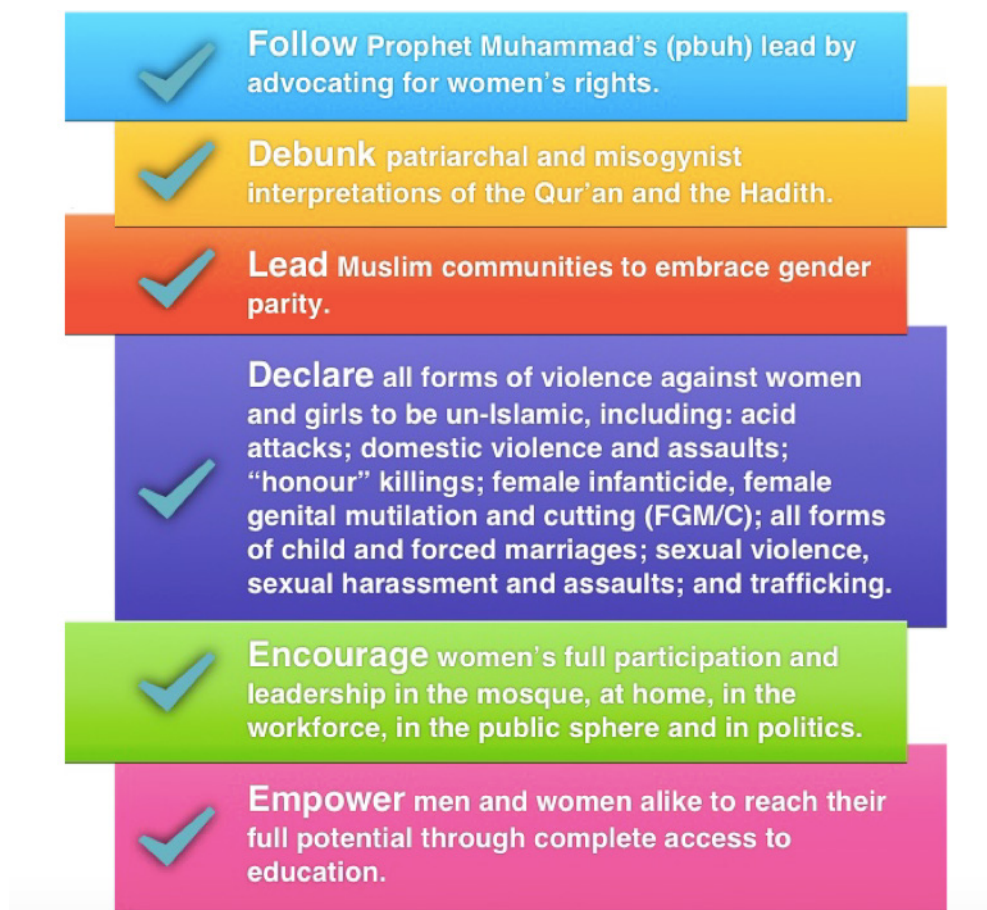 Follow Prophet Muhammad’s (pbuh) lead by
advocating for women’s rights.
Debunk patriarchal and misogynist
interpretations of the Qur’an and the Hadith.
Lead Muslim communities to embrace gender
parity.
Declare all forms of violence against women
and girls to be un-Islamic, including: acid
attacks; domestic violence and assaults;
“honour” killings; female infanticide, female
genital mutilation and cutting (FGM/C); all forms
of child and forced marriages; sexual violence,
sexual harassment and assaults; and trafficking.
Encourage women’s full participation and
leadership in the mosque, at home, in the
workforce, in the public sphere and in politics.
Empower men and women alike to reach their
full potential through complete access to
education.